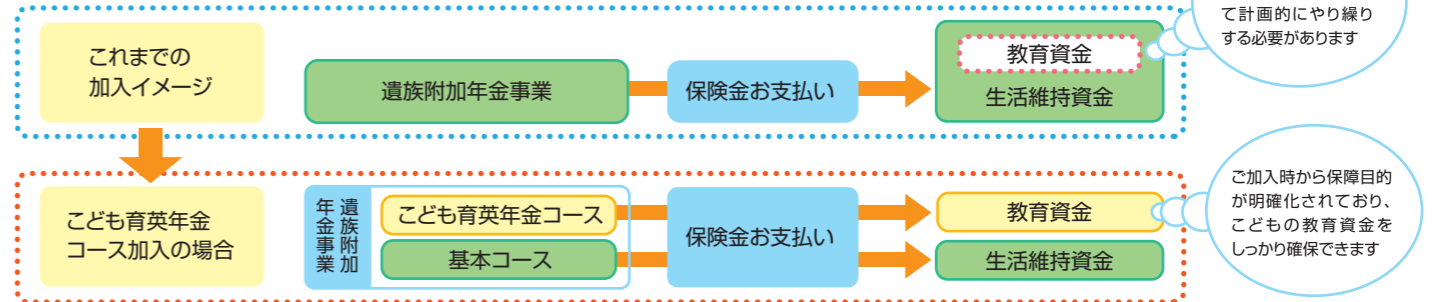 て計画的にやり繰り
する必要があります
これまでの
加入イメージ
遺族附加年金事業
保険金お支払い
教育資金
生活維持資金
こども育英年金
コース加入の場合
遺族附加
年金事業
こども育英年金コース
基本コース
保険金お支払い
教育資金
生活維持資金
ご加入時から保障目的
が明確化されており、
こどもの教育資金を
しっかり確保できます